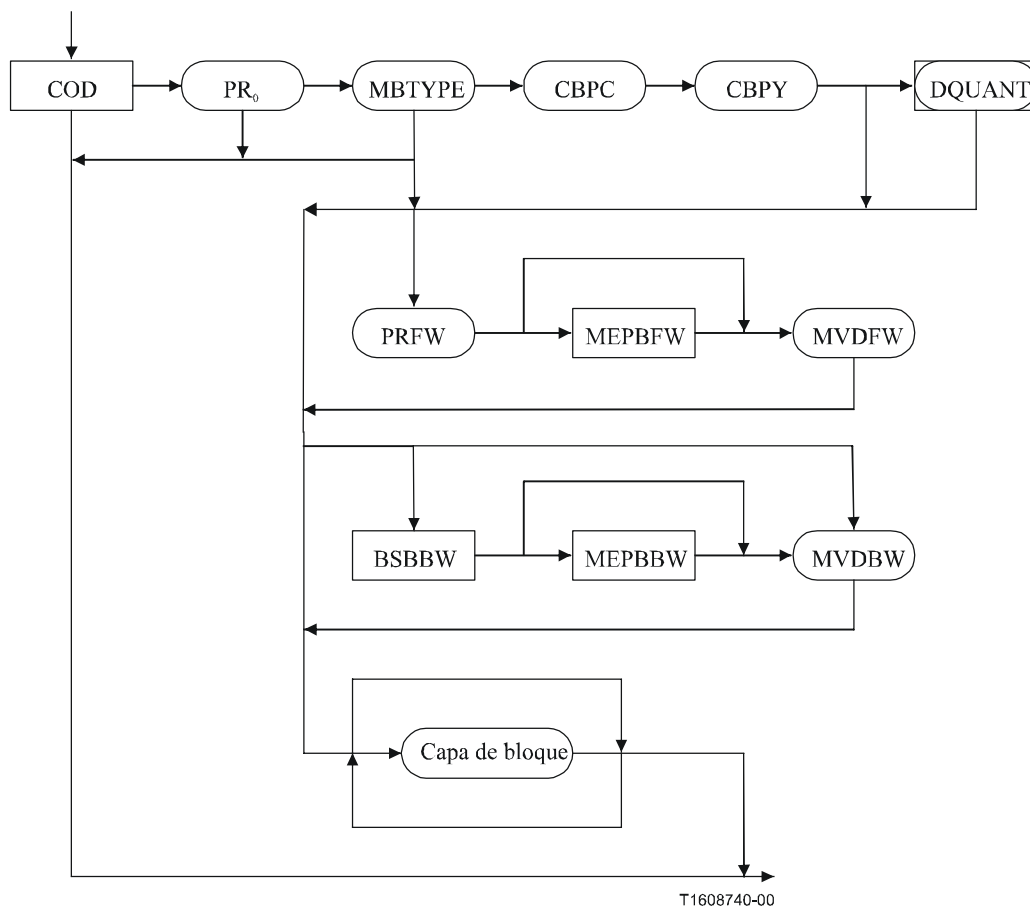 COD PR₀ MBTYPE CBPC CBPY DQUANT
PRFW MEPBFW MVDFW
BSBBW MEPBBW MVDBW
Capa de bloque
T1608740-00